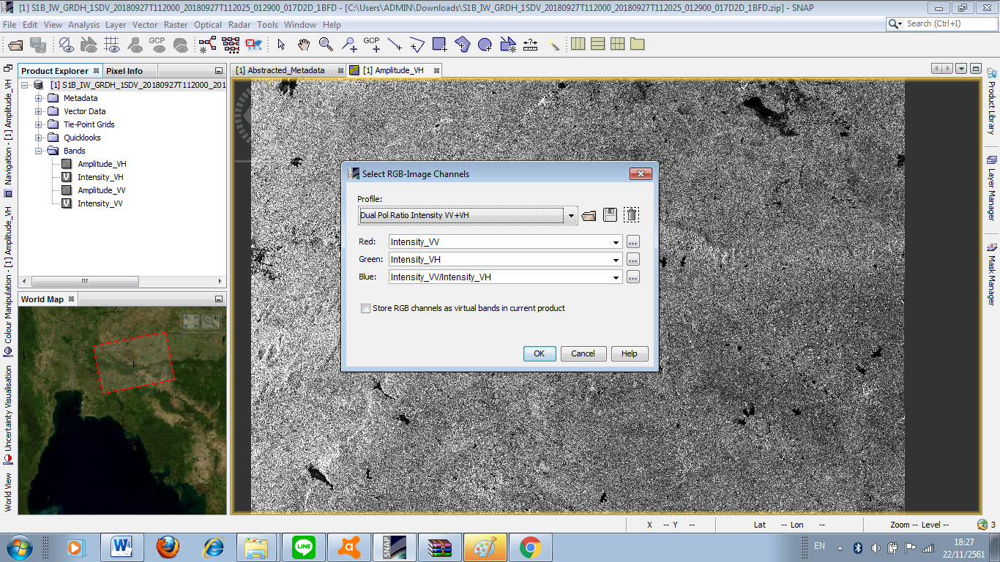 [1] S1B_IW_GRDH_1SDV_20180927T112000_20180927T112025_012900_017D2D_1BFD - [C:\Users\ADMIN\Downloads\S1B_IW_GRDH_1SDV_20180927T112000_20180927T112025_012900_017D2D_1BFD.zip] - SNAP
File Edit View Analysis Layer Vector Raster Optical Radar Tools Window Help
Search (Ctrl+I)
GCP
GCP
Product Explorer
Pixel Info
[1] Abstracted_Metadata
[1] Amplitude_VH
[1] S1B_IW_GRDH_1SDV_20180927T112000_201
Metadata
Vector Data
Tie-Point Grids
Quicklooks
Bands
Amplitude_VH
Intensity_VH
Amplitude_VV
Intensity_VV
Navigation - [1] Amplitude_VH
Colour Manipulation - [1] Amplitude_VH
Uncertainty Visualisation
World View
World Map
1
Select RGB-Image Channels
Profile:
Dual Pol Ratio Intensity VV+VH
Red: Intensity_VV ...
Green: Intensity_VH ...
Blue: Intensity_VV/Intensity_VH ...
Store RGB channels as virtual bands in current product
OK Cancel Help
Product Library
Layer Manager
Mask Manager
X -- Y -- Lat -- Lon -- Zoom -- Level -- 3
W
LINE
SNAP
EN
18:27
22/11/2561